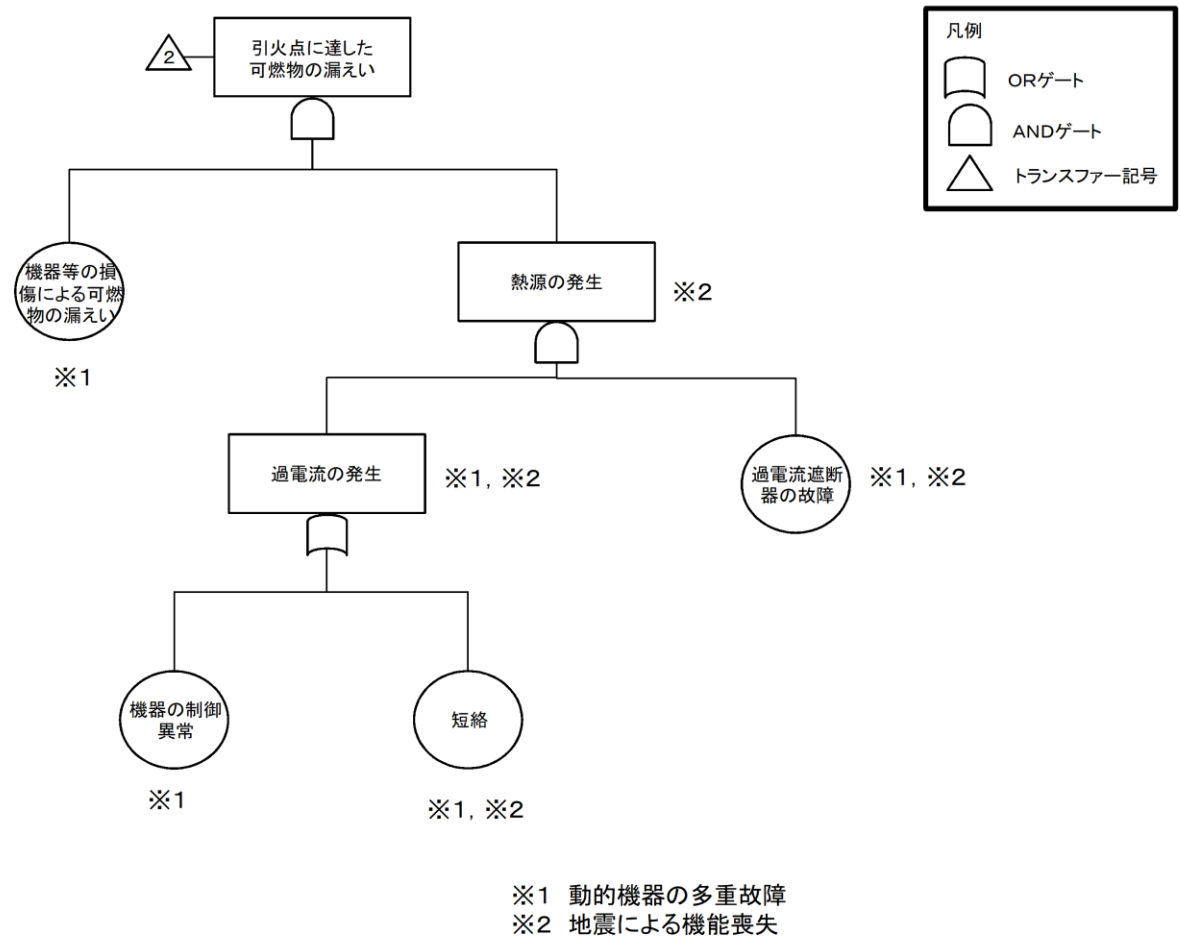 2
引火点に達した
可燃物の漏えい
凡例
ORゲート
ANDゲート
トランスファー記号
機器等の損
傷による可燃
物の漏えい
※1
熱源の発生
※2
過電流の発生
※1, ※2
過電流遮断
器の故障
※1, ※2
機器の制御
異常
※1
短絡
※1, ※2
※1 動的機器の多重故障
※2 地震による機能喪失